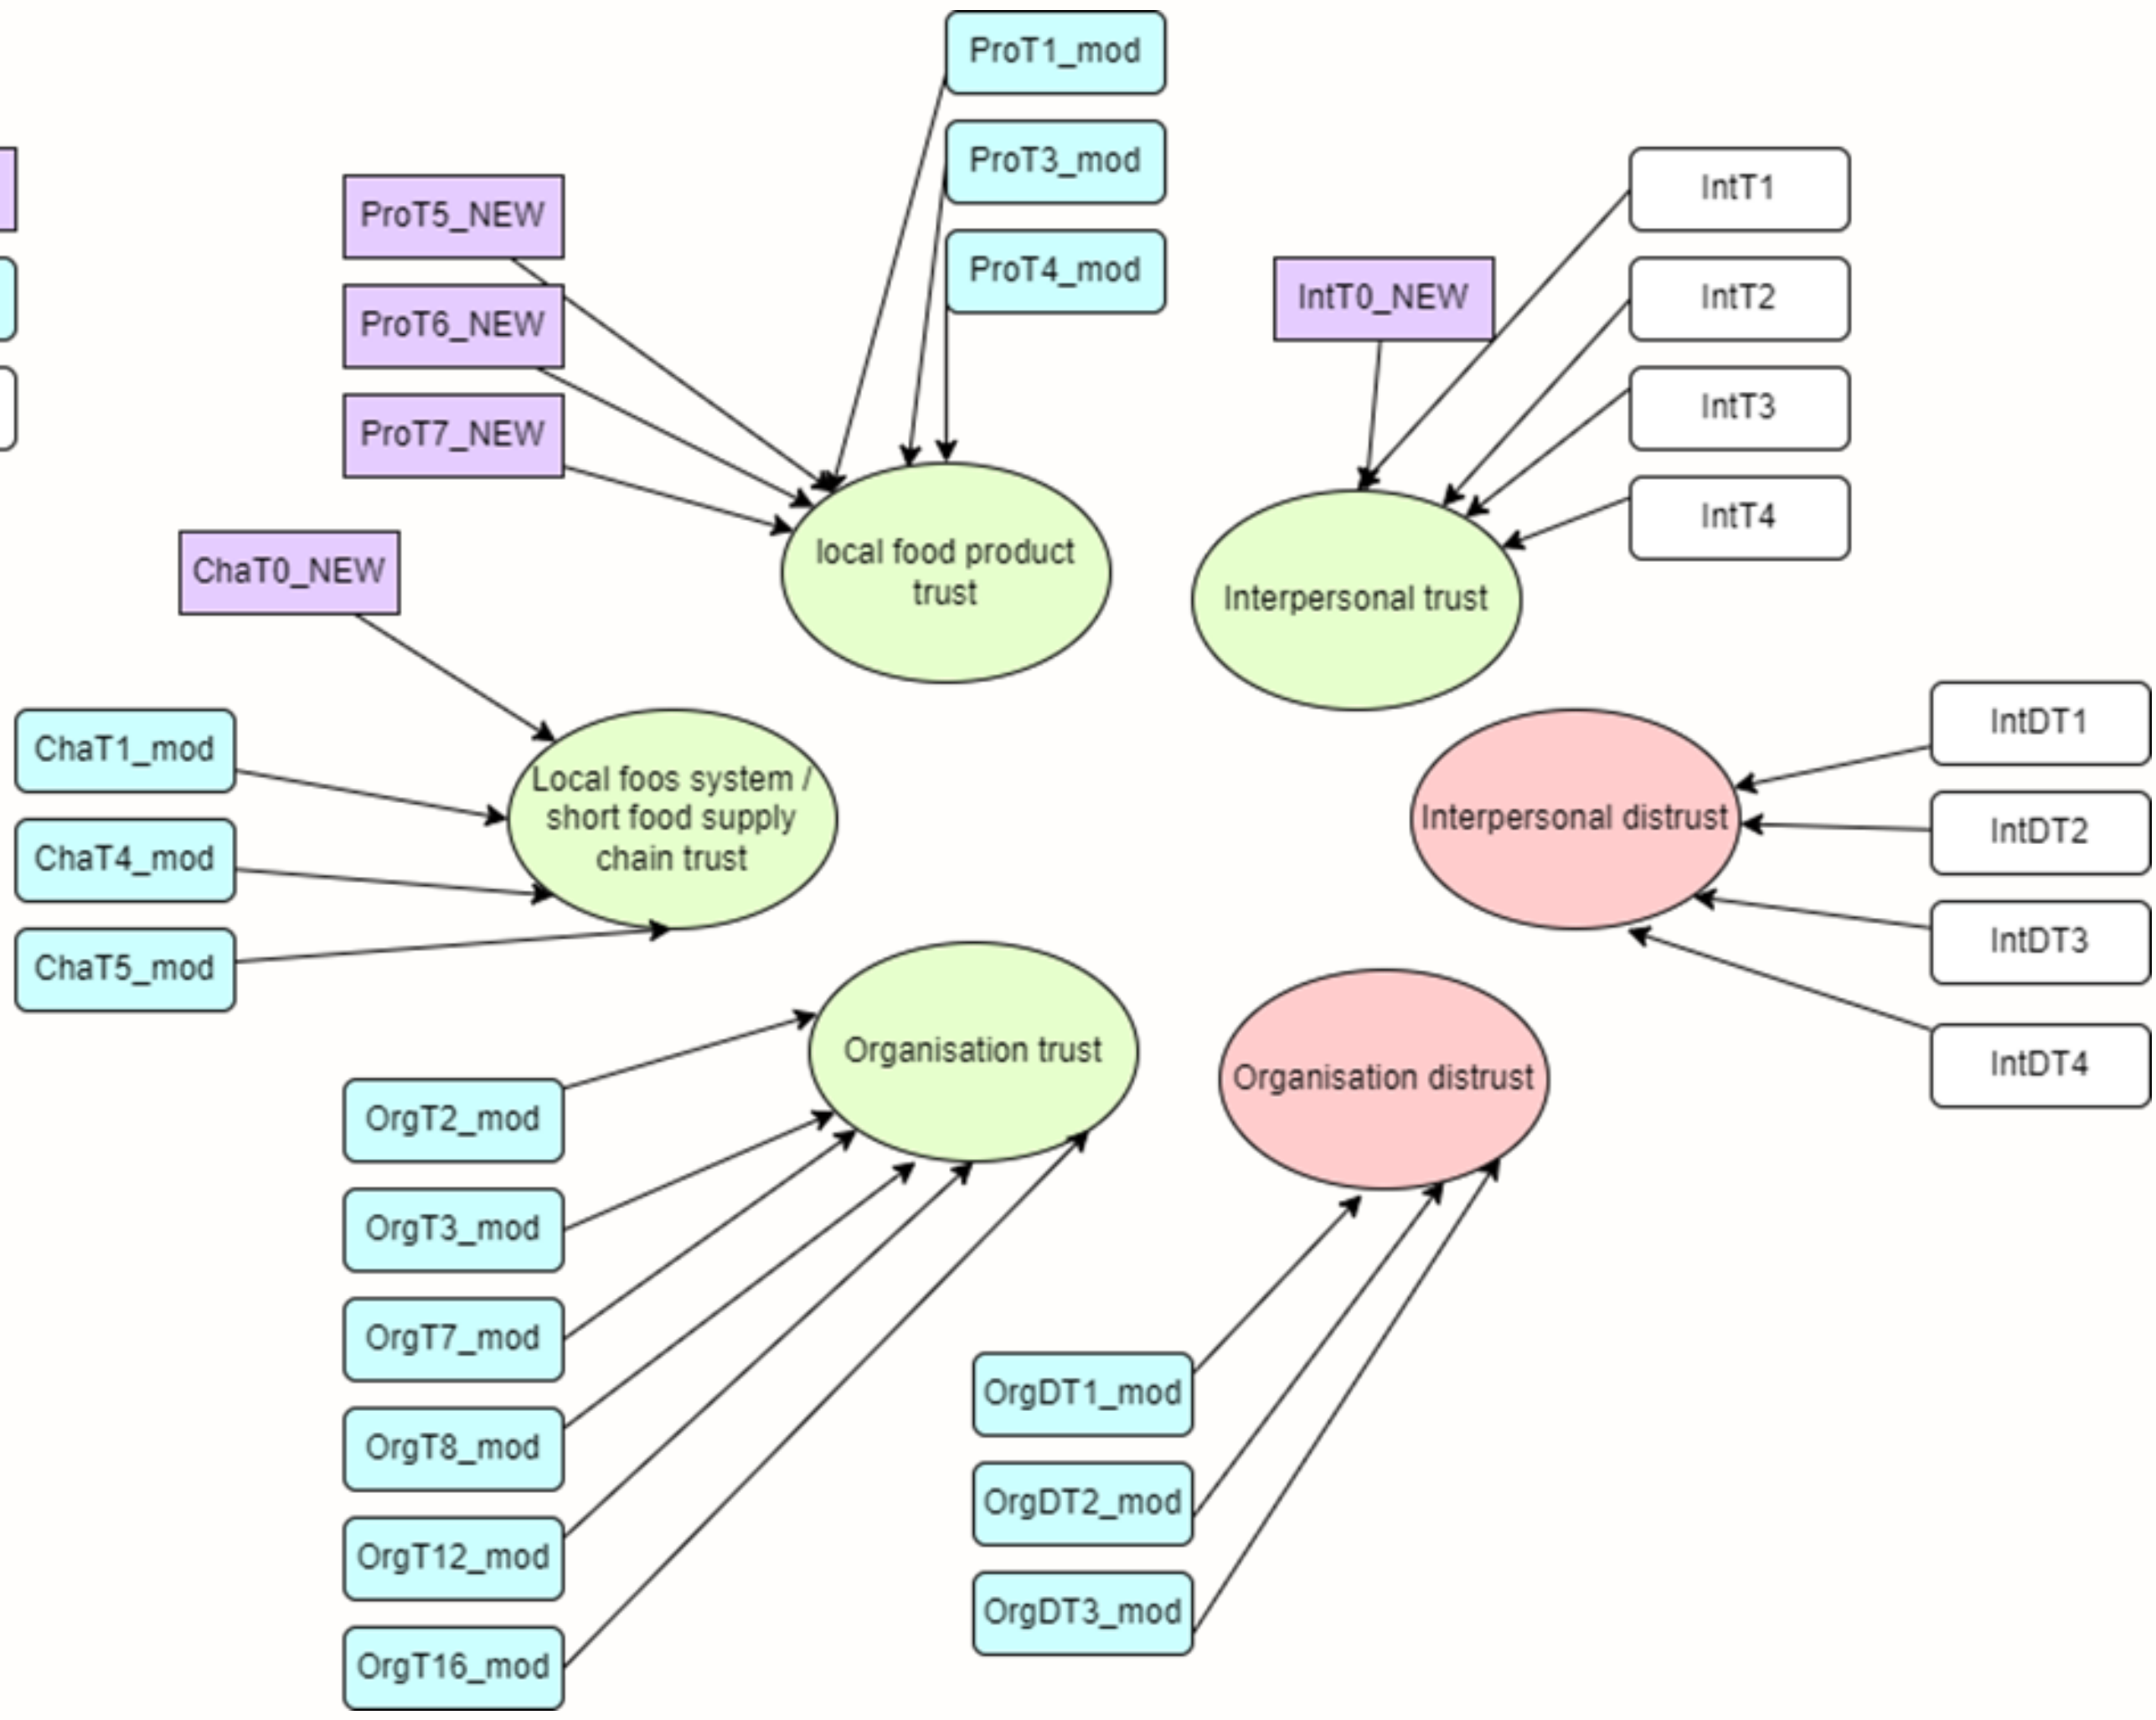 ProT1_mod
ProT3_mod
ProT4_mod
ProT5_NEW
ProT6_NEW
ProT7_NEW
local food product
trust
IntT0_NEW
IntT1
IntT2
IntT3
IntT4
Interpersonal trust
ChaT0_NEW
ChaT1_mod
ChaT4_mod
ChaT5_mod
Local foos system /
short food supply
chain trust
Interpersonal distrust
IntDT1
IntDT2
IntDT3
IntDT4
Organisation trust
Organisation distrust
OrgT2_mod
OrgT3_mod
OrgT7_mod
OrgT8_mod
OrgT12_mod
OrgT16_mod
OrgDT1_mod
OrgDT2_mod
OrgDT3_mod